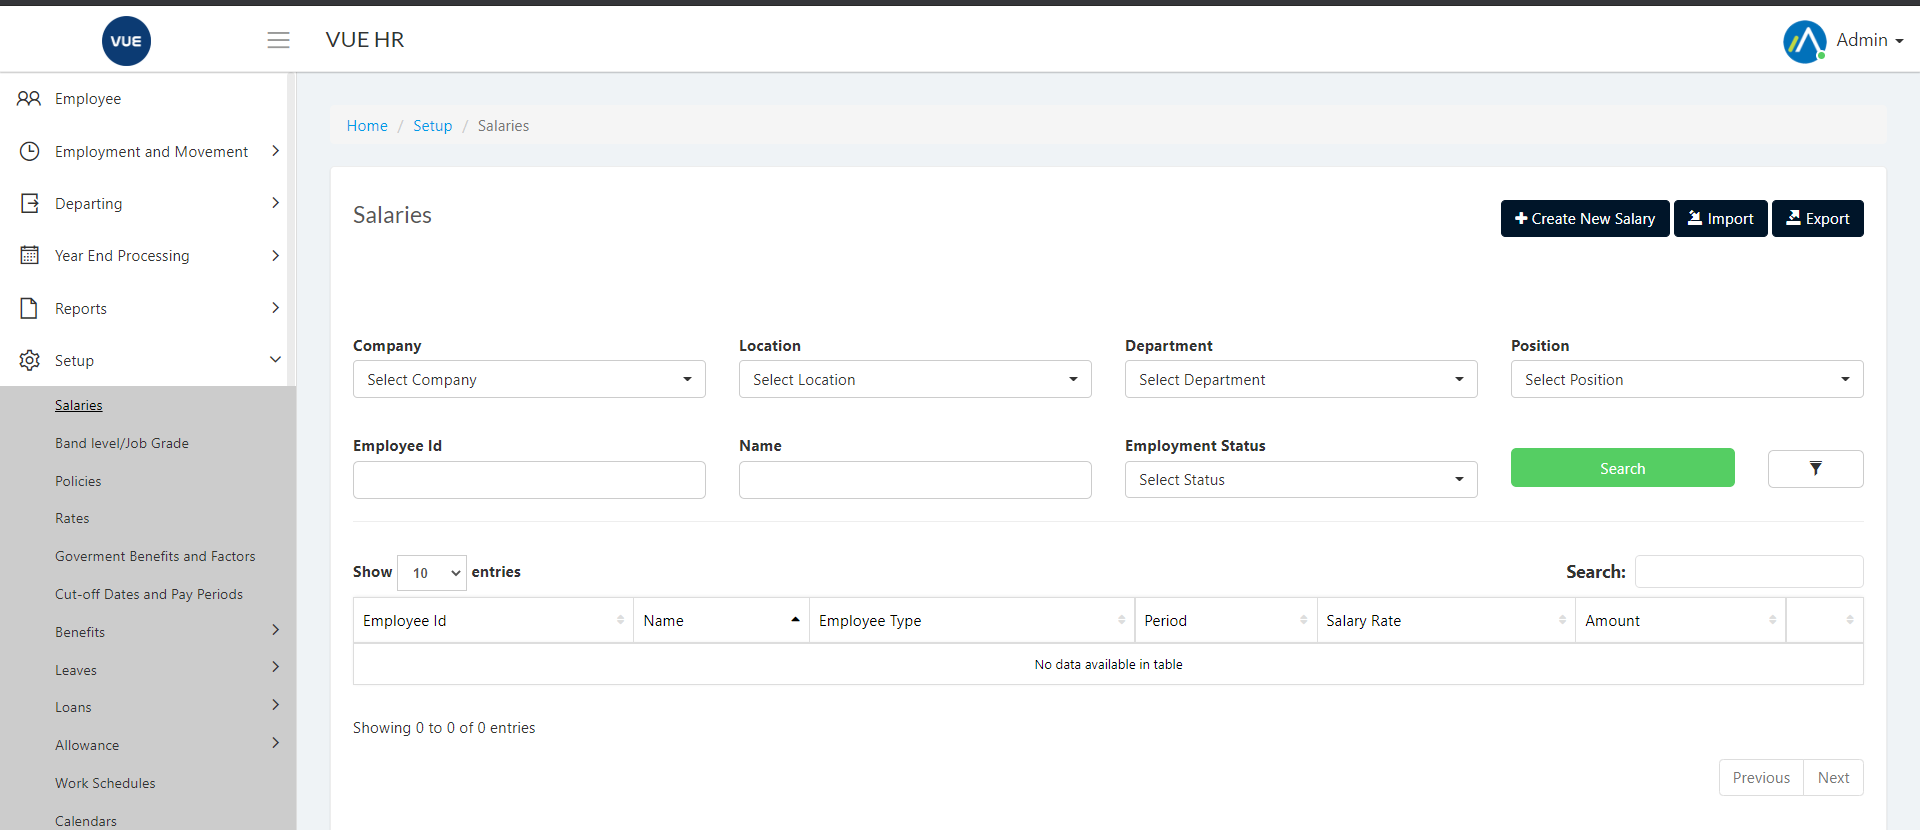 VUE
VUE HR
Admin
Employee
Employment and Movement
Departing
Year End Processing
Reports
Setup
Salaries
Band level/Job Grade
Policies
Rates
Goverment Benefits and Factors
Cut-off Dates and Pay Periods
Benefits
Leaves
Loans
Allowance
Work Schedules
Calendars
Home / Setup / Salaries
Salaries
Create New Salary Import Export
Company Location Department Position
Select Company Select Location Select Department Select Position
Employee Id Name Employment Status
Select Status Search
Show 10 entries Search:
Employee Id Name Employee Type Period Salary Rate Amount
No data available in table
Showing 0 to 0 of 0 entries
Previous Next